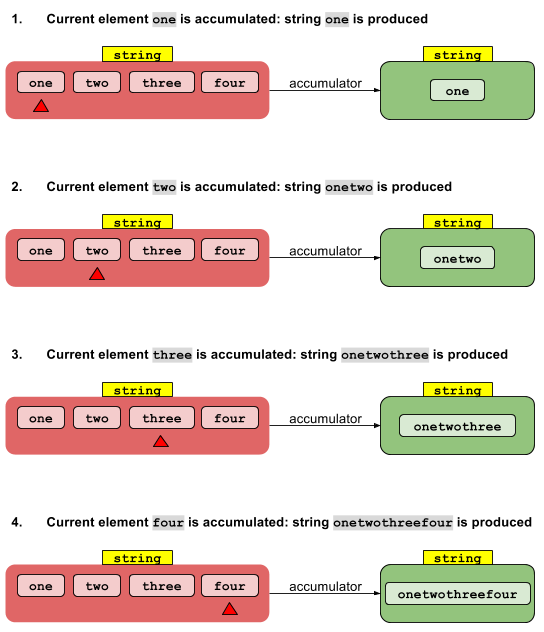 1. Current element one is accumulated: string one is produced
string string
one two three four accumulator one
2. Current element two is accumulated: string onetwo is produced
string string
one two three four accumulator onetwo
3. Current element three is accumulated: string onetwothree is produced
string string
one two three four accumulator onetwothree
4. Current element four is accumulated: string onetwothreefour is produced
string string
one two three four accumulator onetwothreefour